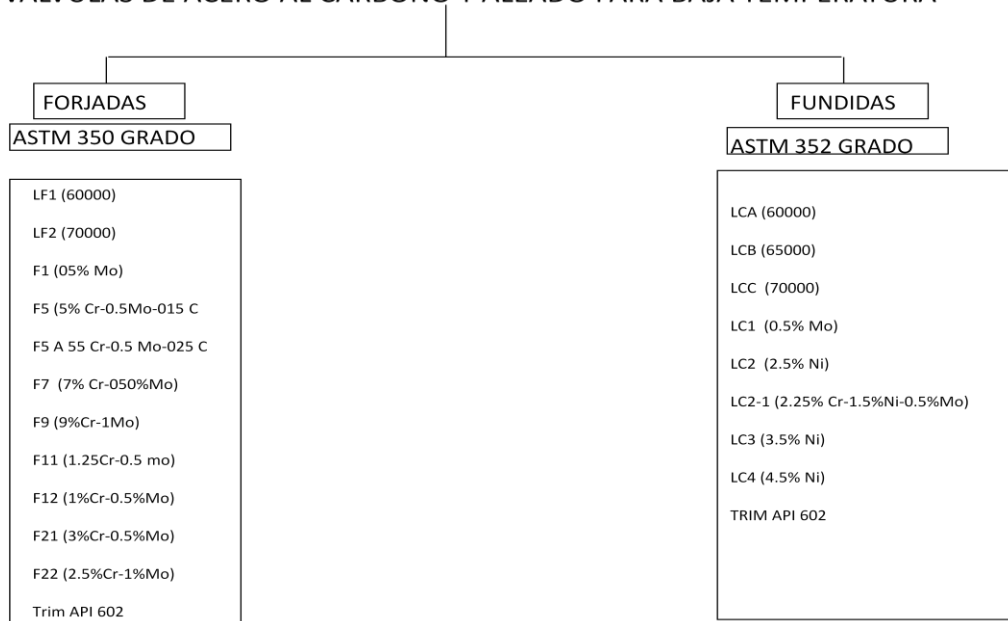 VALVULAS DE ACERO AL CARBONO Y ALEADO PARA BAJA TEMPERATURA
FORJADAS
ASTM 350 GRADO
LF1 (60000)
LF2 (70000)
F1 (05% Mo)
F5 (5% Cr-0.5Mo-015 C
F5 A 55 Cr-0.5 Mo-025 C
F7 (7% Cr-050%Mo)
F9 (9%Cr-1Mo)
F11 (1.25Cr-0.5 mo)
F12 (1%Cr-0.5%Mo)
F21 (3%Cr-0.5%Mo)
F22 (2.5%Cr-1%Mo)
Trim API 602
FUNDIDAS
ASTM 352 GRADO
LCA (60000)
LCB (65000)
LCC (70000)
LC1 (0.5% Mo)
LC2 (2.5% Ni)
LC2-1 (2.25% Cr-1.5%Ni-0.5%Mo)
LC3 (3.5% Ni)
LC4 (4.5% Ni)
TRIM API 602